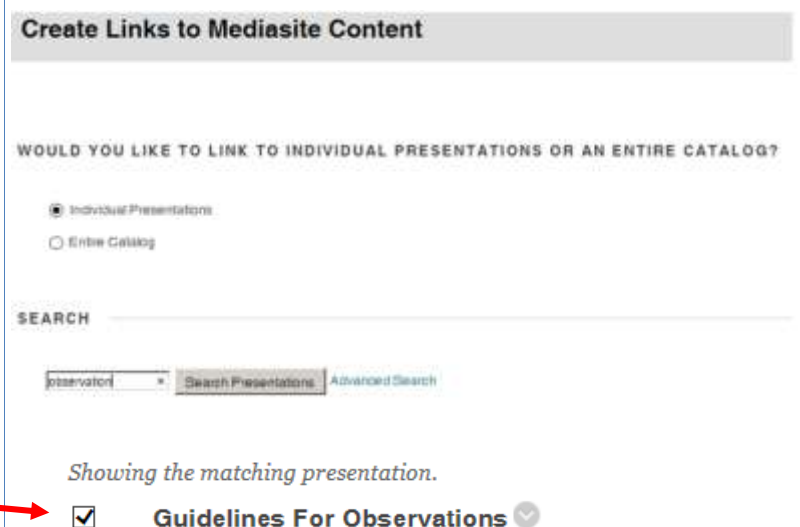 Create Links to Mediasite Content
WOULD YOU LIKE TO LINK TO INDIVIDUAL PRESENTATIONS OR AN ENTIRE CATALOG?
Individual Presentations
Entire Catalog
SEARCH
observation × Search Presentations Advanced Search
Showing the matching presentation.
Guidelines For Observations